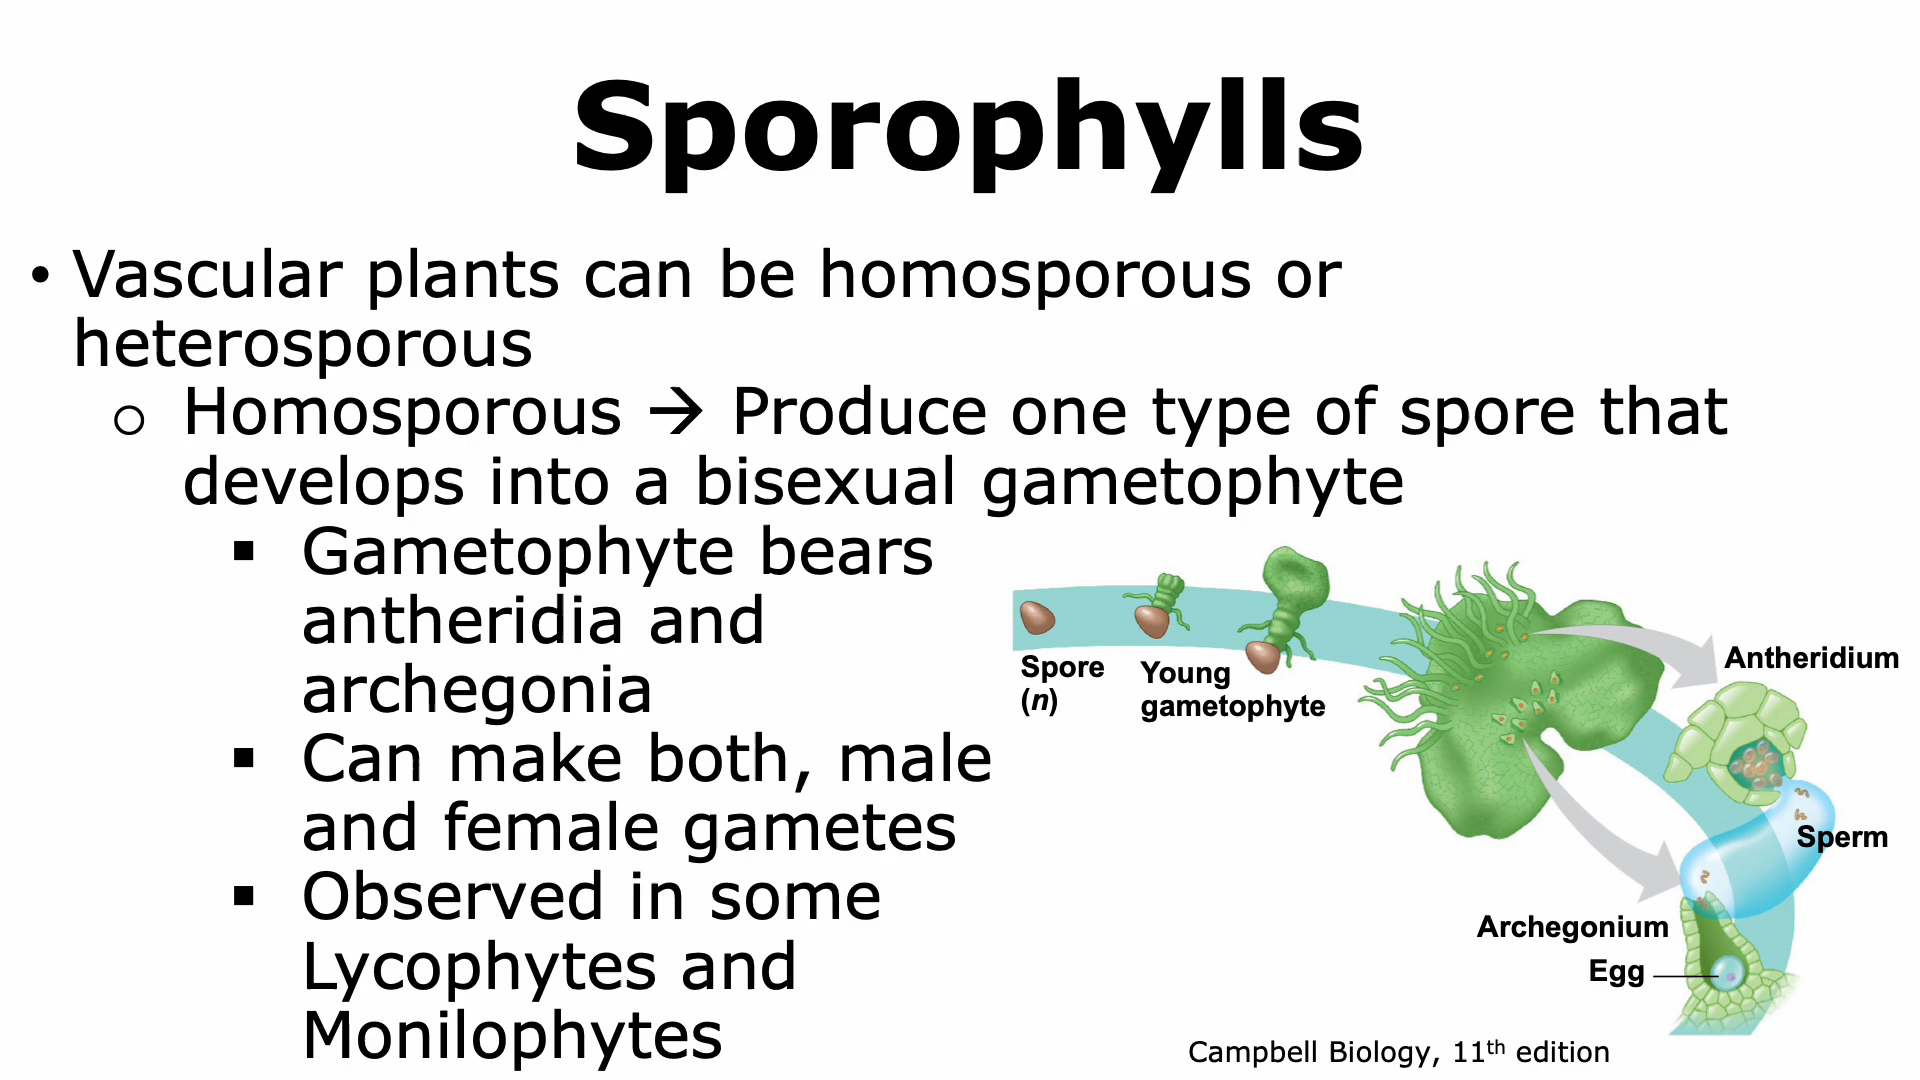 Sporophylls
• Vascular plants can be homosporous or
heterosporous
o Homosporous → Produce one type of spore that
develops into a bisexual gametophyte
▪ Gametophyte bears
antheridia and
archegonia
▪ Can make both, male
and female gametes
▪ Observed in some
Lycophytes and
Monilophytes
Spore
(n)
Young
gametophyte
Antheridium
Sperm
Archegonium
Egg
Campbell Biology, 11th edition